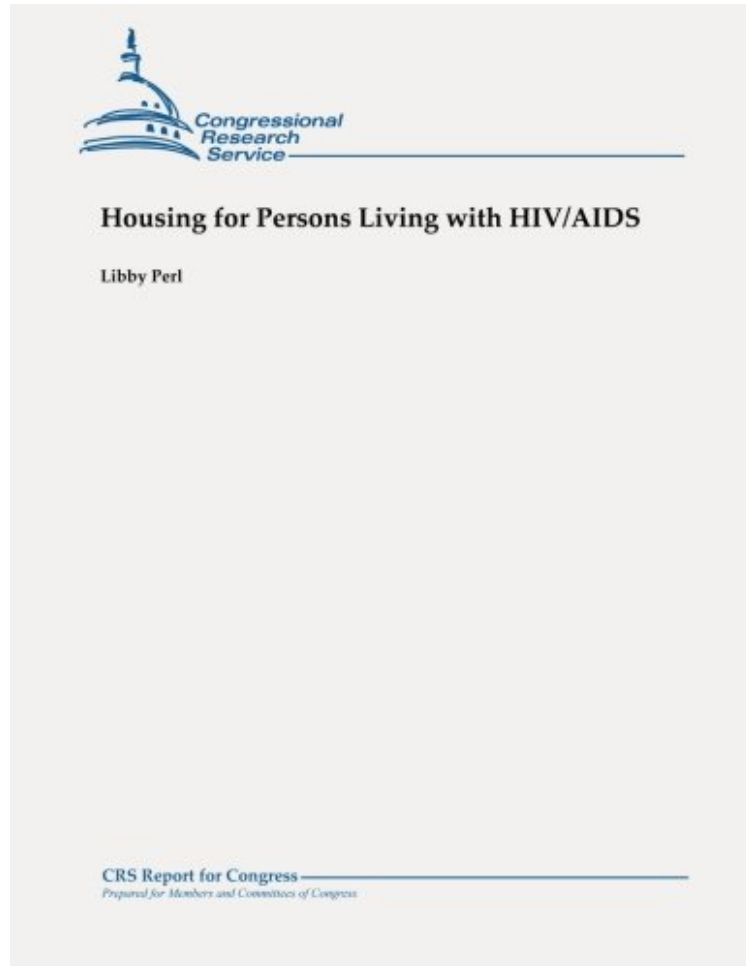 Congressional
Research
Service
Housing for Persons Living with HIV/AIDS
Libby Perl
CRS Report for Congress
Prepared for Members and Committees of Congress